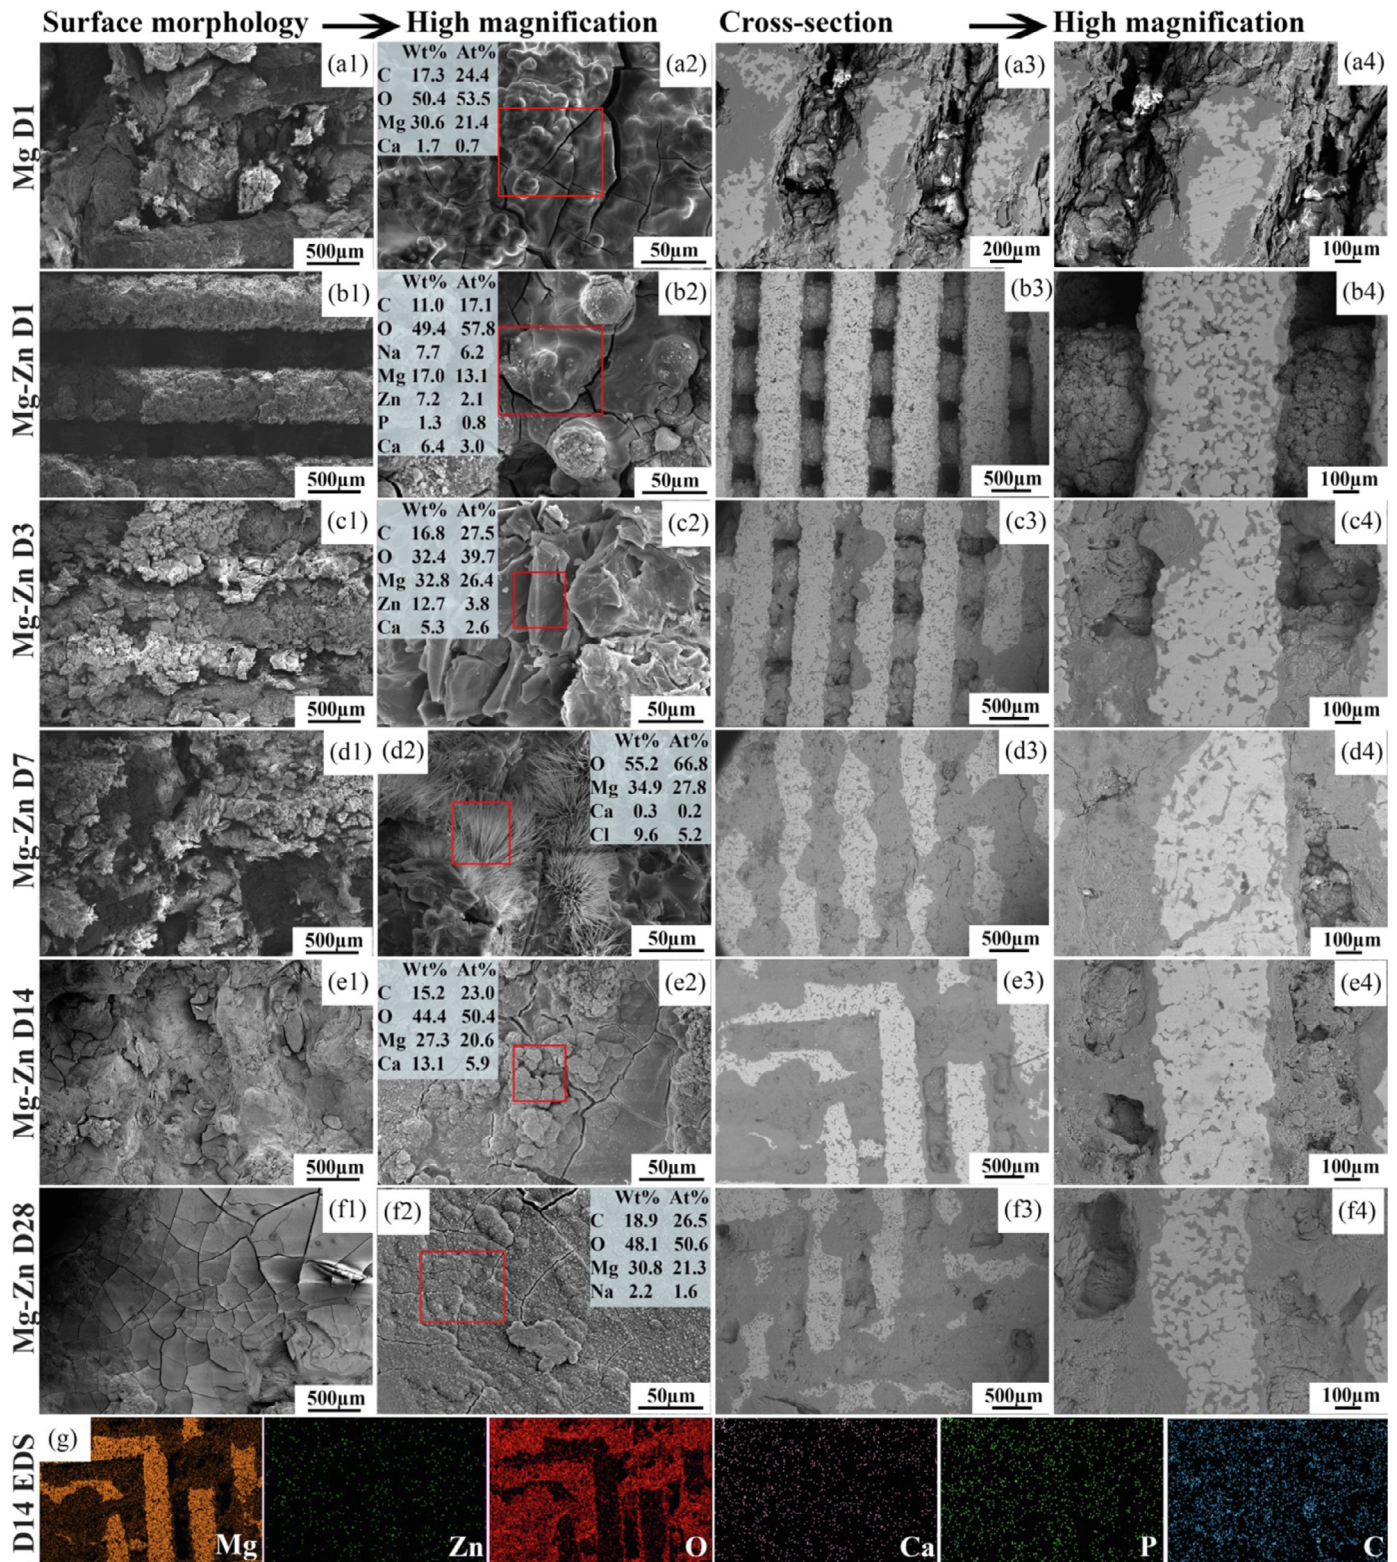 Surface morphology → High magnification Cross-section → High magnification
Mg D1
(a1)
Wt% At%
C 17.3 24.4
O 50.4 53.5
Mg 30.6 21.4
Ca 1.7 0.7
(a2)
(a3)
(a4)
500µm
50µm
200µm
100µm
Mg-Zn D1
(b1)
Wt% At%
C 11.0 17.1
O 49.4 57.8
Na 7.7 6.2
Mg 17.0 13.1
Zn 7.2 2.1
P 1.3 0.8
Ca 6.4 3.0
(b2)
(b3)
(b4)
500µm
50µm
500µm
100µm
Mg-Zn D3
(c1)
Wt% At%
C 16.8 27.5
O 32.4 39.7
Mg 32.8 26.4
Zn 12.7 3.8
Ca 5.3 2.6
(c2)
(c3)
(c4)
500µm
50µm
500µm
100µm
Mg-Zn D7
(d1)
(d2)
Wt% At%
O 55.2 66.8
Mg 34.9 27.8
Ca 0.3 0.2
Cl 9.6 5.2
(d3)
(d4)
500µm
50µm
500µm
100µm
Mg-Zn D14
(e1)
Wt% At%
C 15.2 23.0
O 44.4 50.4
Mg 27.3 20.6
Ca 13.1 5.9
(e2)
(e3)
(e4)
500µm
50µm
500µm
100µm
Mg-Zn D28
(f1)
(f2)
Wt% At%
C 18.9 26.5
O 48.1 50.6
Mg 30.8 21.3
Na 2.2 1.6
(f3)
(f4)
500µm
50µm
500µm
100µm
D14 EDS
(g)
Mg
Zn
O
Ca
P
C